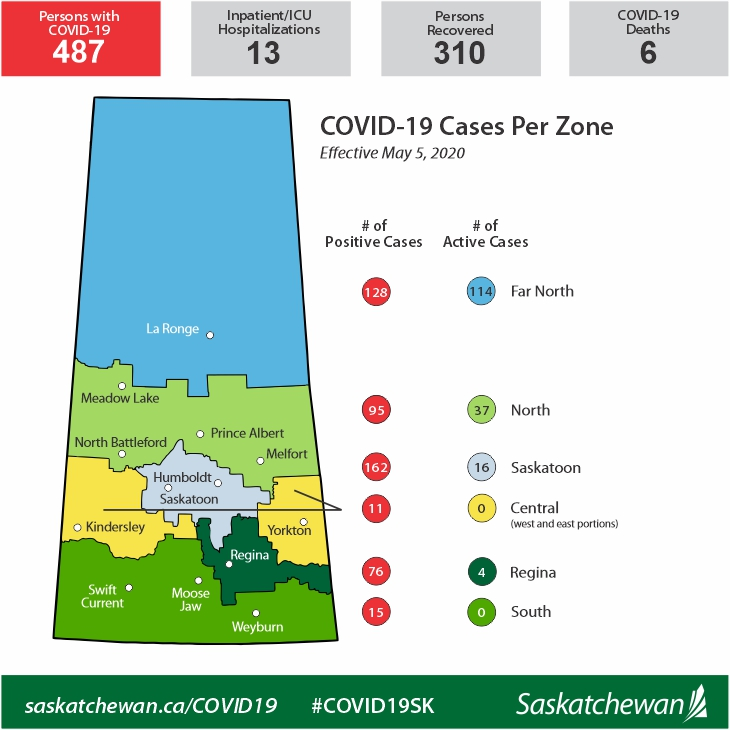 Persons with
COVID-19
487
Inpatient/ICU
Hospitalizations
13
Persons
Recovered
310
COVID-19
Deaths
6
COVID-19 Cases Per Zone
Effective May 5, 2020
# of
Positive Cases
# of
Active Cases
128
114
Far North
95
37
North
162
16
Saskatoon
11
0
Central
(west and east portions)
76
4
Regina
15
0
South
La Ronge
Meadow Lake
Prince Albert
North Battleford
Melfort
Humboldt
Saskatoon
Kindersley
Yorkton
Regina
Swift
Current
Moose
Jaw
Weyburn
saskatchewan.ca/COVID19
#COVID19SK
Saskatchewan